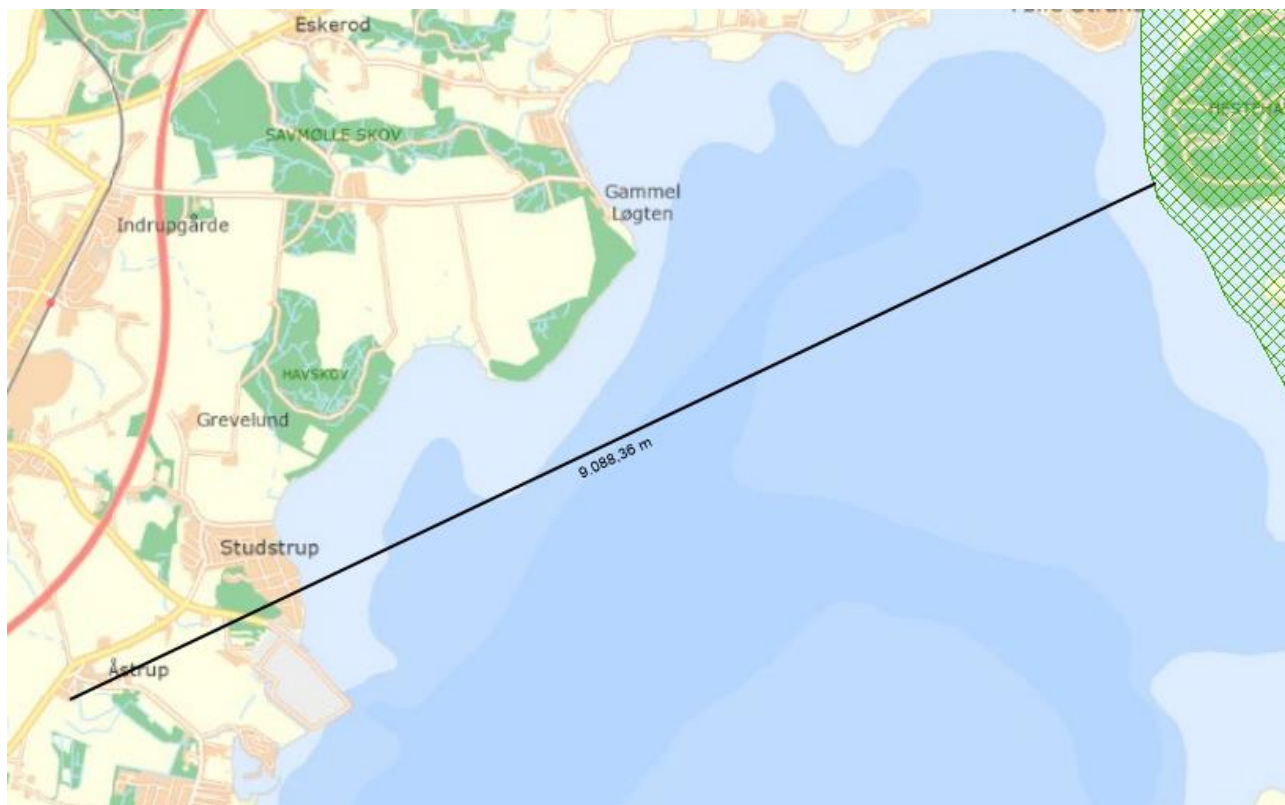 Eskerod
SAVMØLLE SKOV
Gammel
Løgten
Indrupgårde
HAVSKOV
Grevelund
9.088,36 m
Studstrup
Åstrup